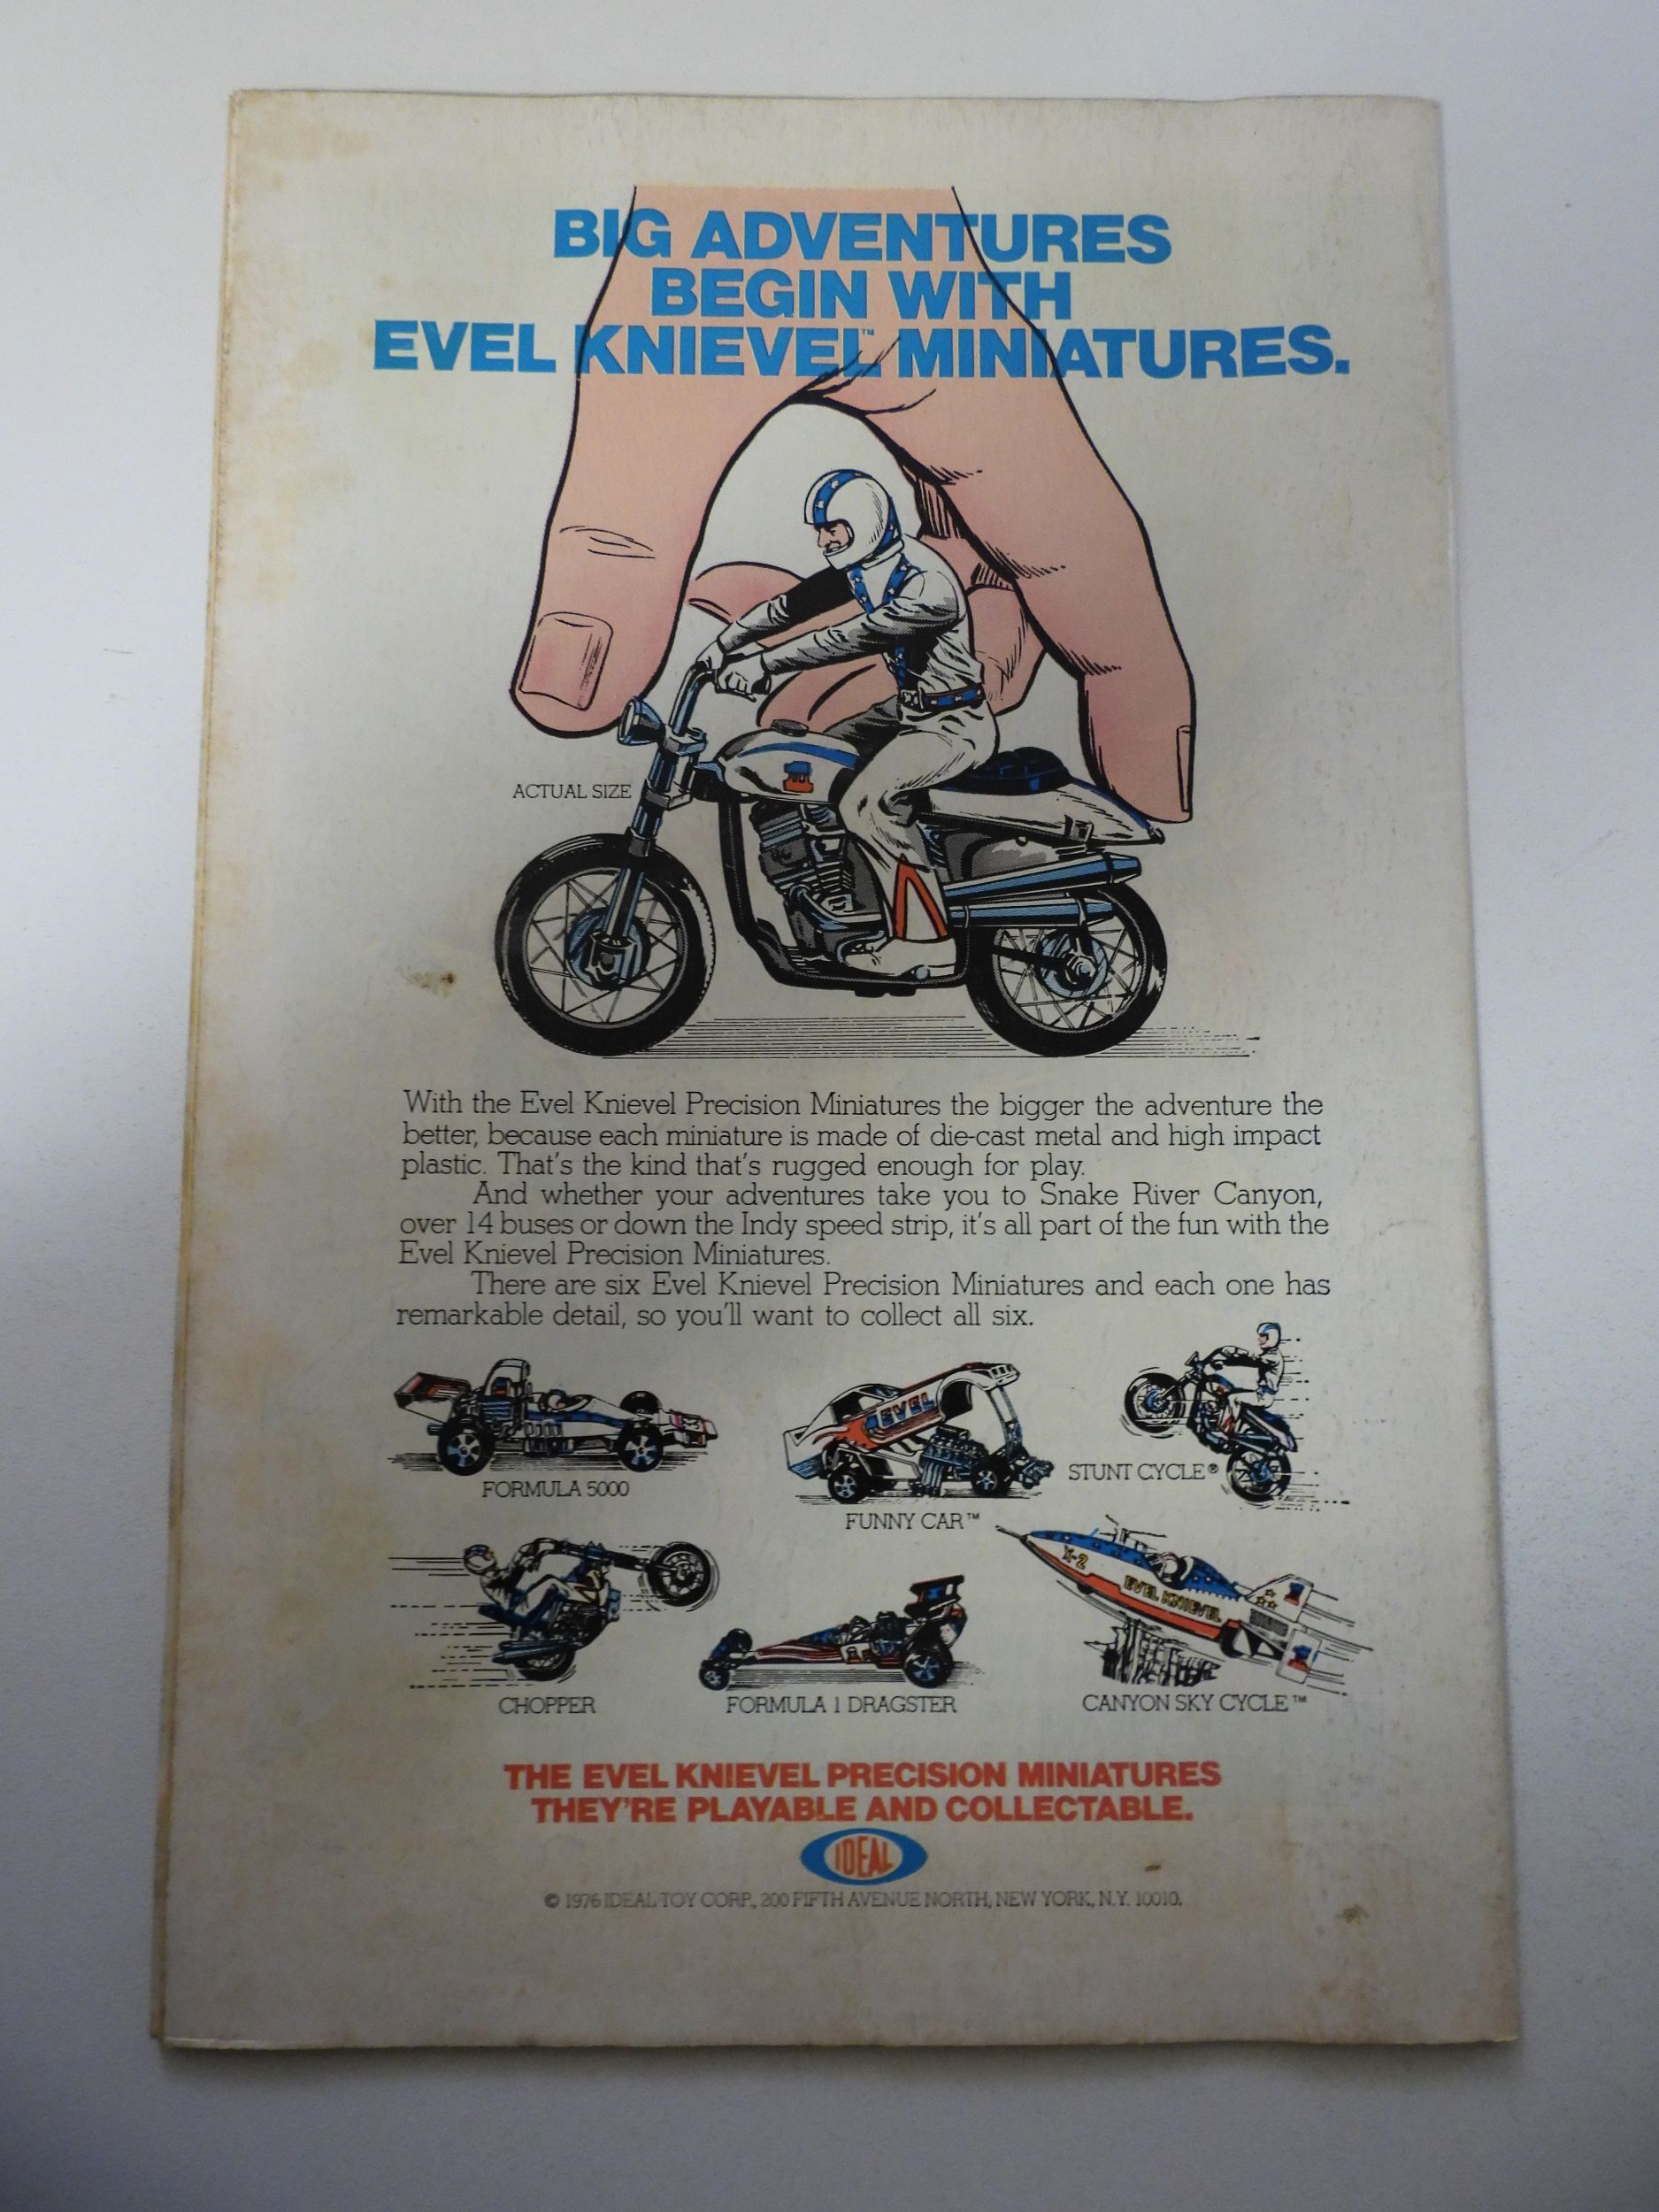 BIG ADVENTURES
BEGIN WITH
EVEL KNIEVEL™ MINIATURES.
ACTUAL SIZE
With the Evel Knievel Precision Miniatures the bigger the adventure the
better, because each miniature is made of die-cast metal and high impact
plastic. That's the kind that's rugged enough for play.
And whether your adventures take you to Snake River Canyon,
over 14 buses or down the Indy speed strip, it's all part of the fun with the
Evel Knievel Precision Miniatures.
There are six Evel Knievel Precision Miniatures and each one has
remarkable detail, so you'll want to collect all six.
EVEL
FORMULA 5000
FUNNY CAR™
STUNT CYCLE®
X-2
EVEL KNIEVEL
CHOPPER
FORMULA 1 DRAGSTER
CANYON SKY CYCLE™
THE EVEL KNIEVEL PRECISION MINIATURES
THEY'RE PLAYABLE AND COLLECTABLE.
IDEAL
© 1976 IDEAL TOY CORP., 200 FIFTH AVENUE NORTH, NEW YORK, N.Y. 10010.